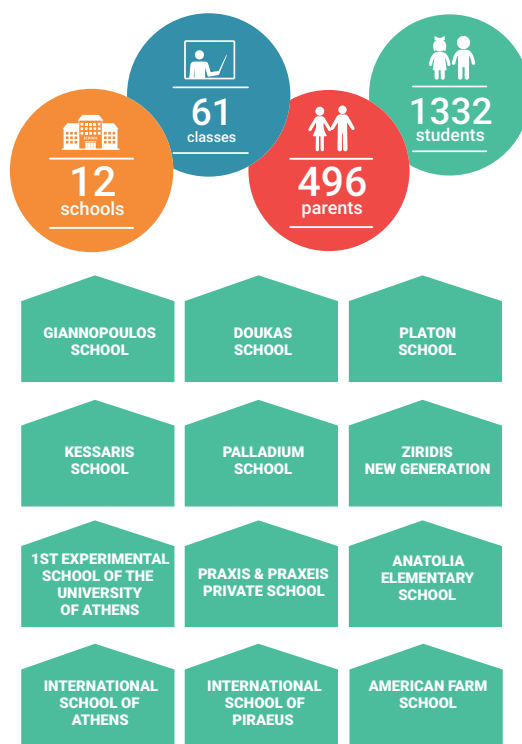 61
classes
1332
students
12
schools
496
parents
GIANNOPOULOS
SCHOOL
DOUKAS
SCHOOL
PLATON
SCHOOL
KESSARIS
SCHOOL
PALLADIUM
SCHOOL
ZIRIDIS
NEW GENERATION
1ST EXPERIMENTAL
SCHOOL OF THE
UNIVERSITY
OF ATHENS
PRAXIS & PRAXEIS
PRIVATE SCHOOL
ANATOLIA
ELEMENTARY
SCHOOL
INTERNATIONAL
SCHOOL OF
ATHENS
INTERNATIONAL
SCHOOL OF
PIRAEUS
AMERICAN FARM
SCHOOL